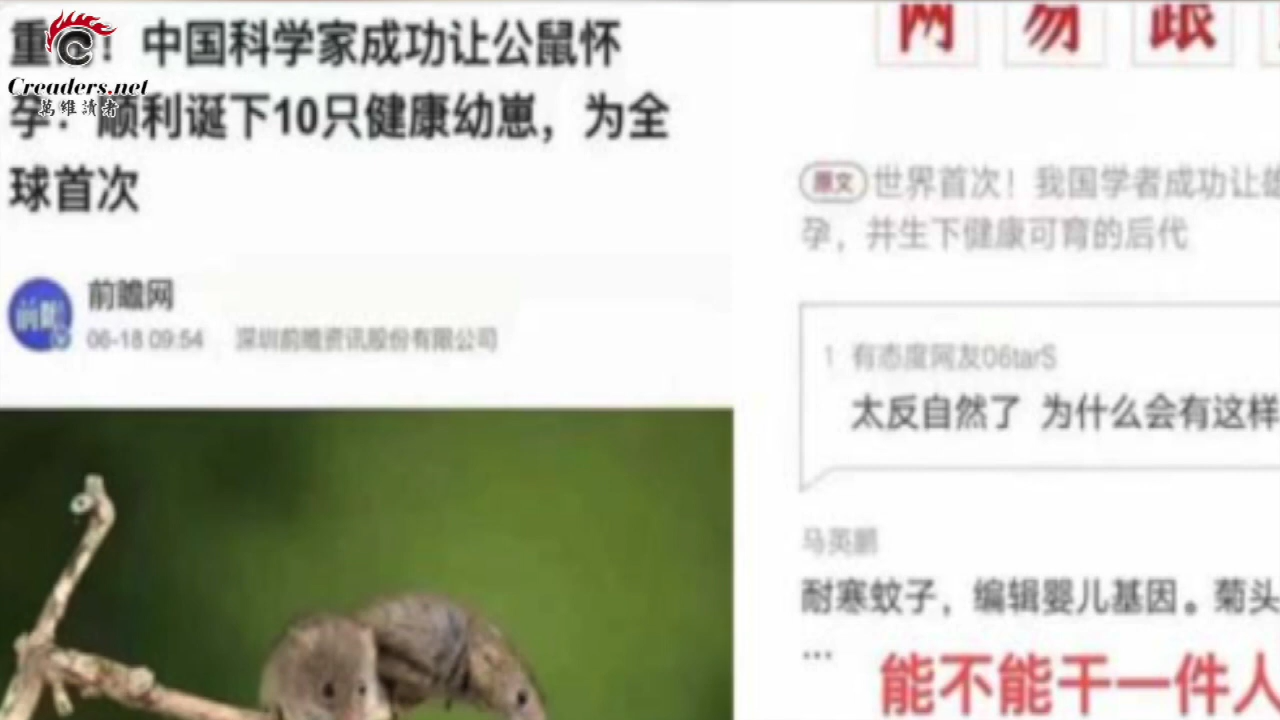 中国科学家成功让公鼠怀
孕！顺利诞下10只健康幼崽，为全
球首次
Creaders.net
萬維讀者
前瞻网
06-18 09:54 深圳前瞻资讯股份有限公司
网易跟
原文 世界首次！我国学者成功让雄
孕，并生下健康可育的后代
1 有态度网友06tarS
太反自然了 为什么会有这样
马英鹏
耐寒蚊子，编辑婴儿基因。菊头
...
能不能干一件人